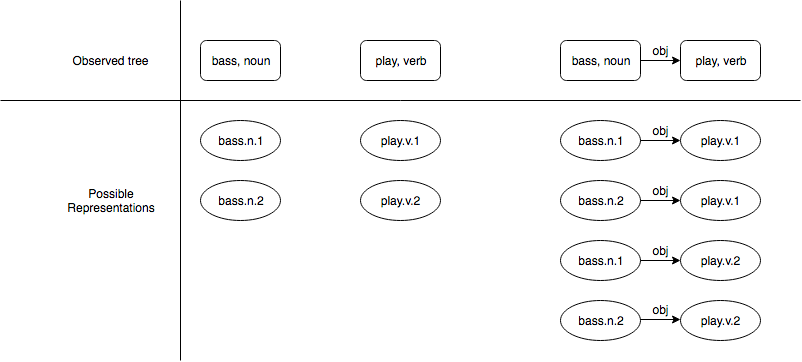 obj
Observed tree
bass, noun
play, verb
bass, noun
play, verb
bass.n.1
play.v.1
bass.n.1
obj
play.v.1
Possible
Representations
bass.n.2
play.v.2
bass.n.2
obj
play.v.1
bass.n.1
obj
play.v.2
bass.n.2
obj
play.v.2